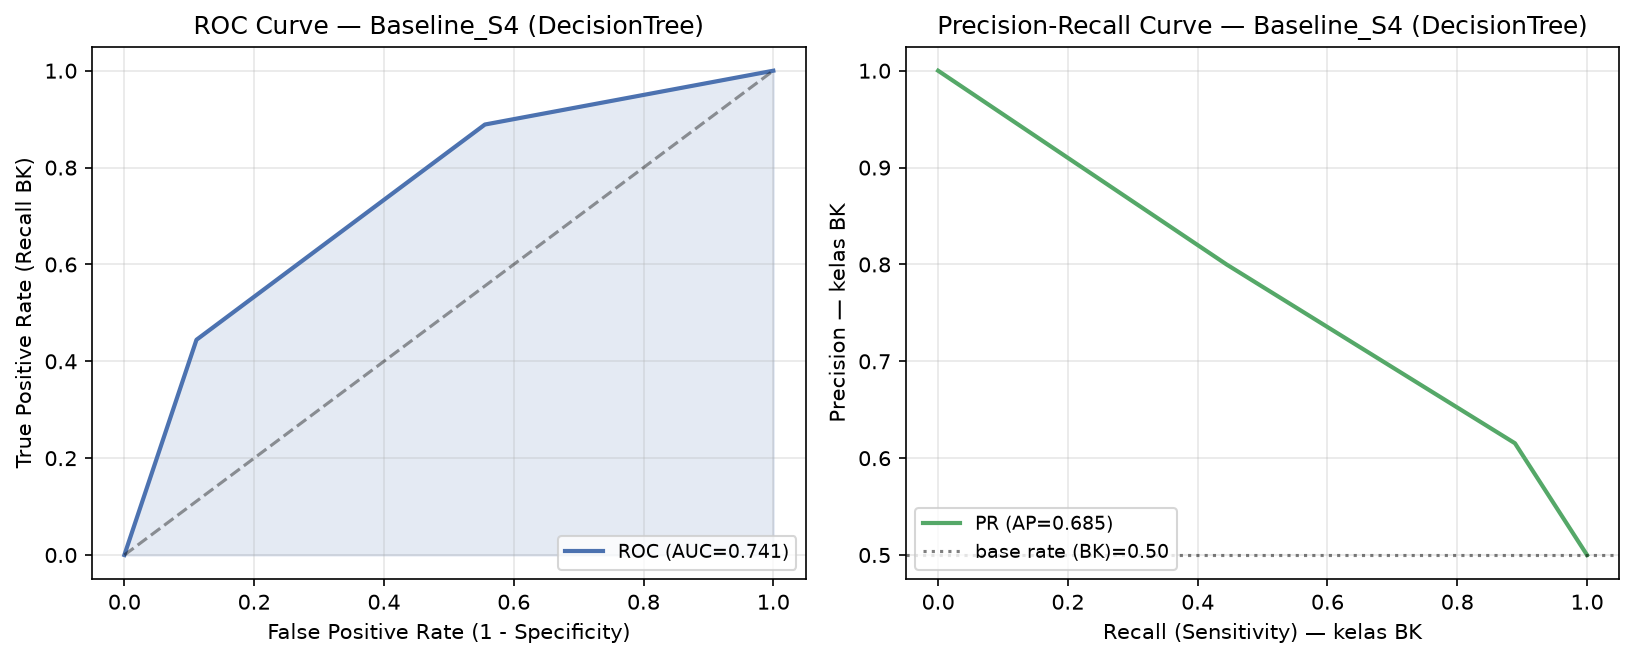 ROC Curve — Baseline_S4 (DecisionTree)
True Positive Rate (Recall BK)
1.0
0.8
0.6
0.4
0.2
0.0
ROC (AUC=0.741)
0.0 0.2 0.4 0.6 0.8 1.0
False Positive Rate (1 - Specificity)
Precision-Recall Curve — Baseline_S4 (DecisionTree)
Precision — kelas BK
1.0
0.9
0.8
0.7
0.6
0.5
PR (AP=0.685)
base rate (BK)=0.50
0.0 0.2 0.4 0.6 0.8 1.0
Recall (Sensitivity) — kelas BK